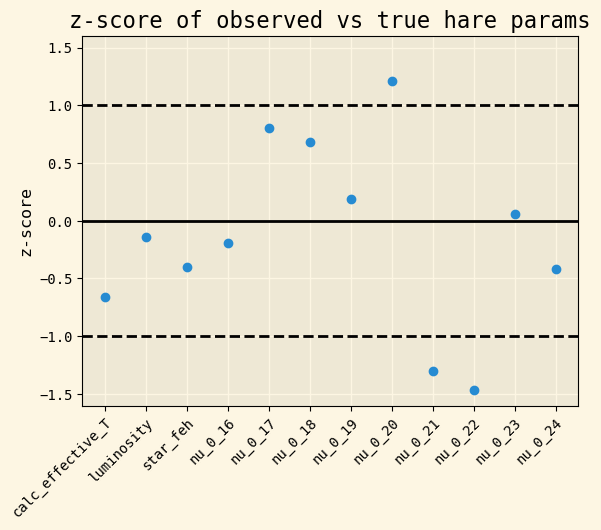 z-score of observed vs true hare params
z-score
1.5
1.0
0.5
0.0
−0.5
−1.0
−1.5
calc_effective_T
luminosity
star_feh
nu_0_16
nu_0_17
nu_0_18
nu_0_19
nu_0_20
nu_0_21
nu_0_22
nu_0_23
nu_0_24